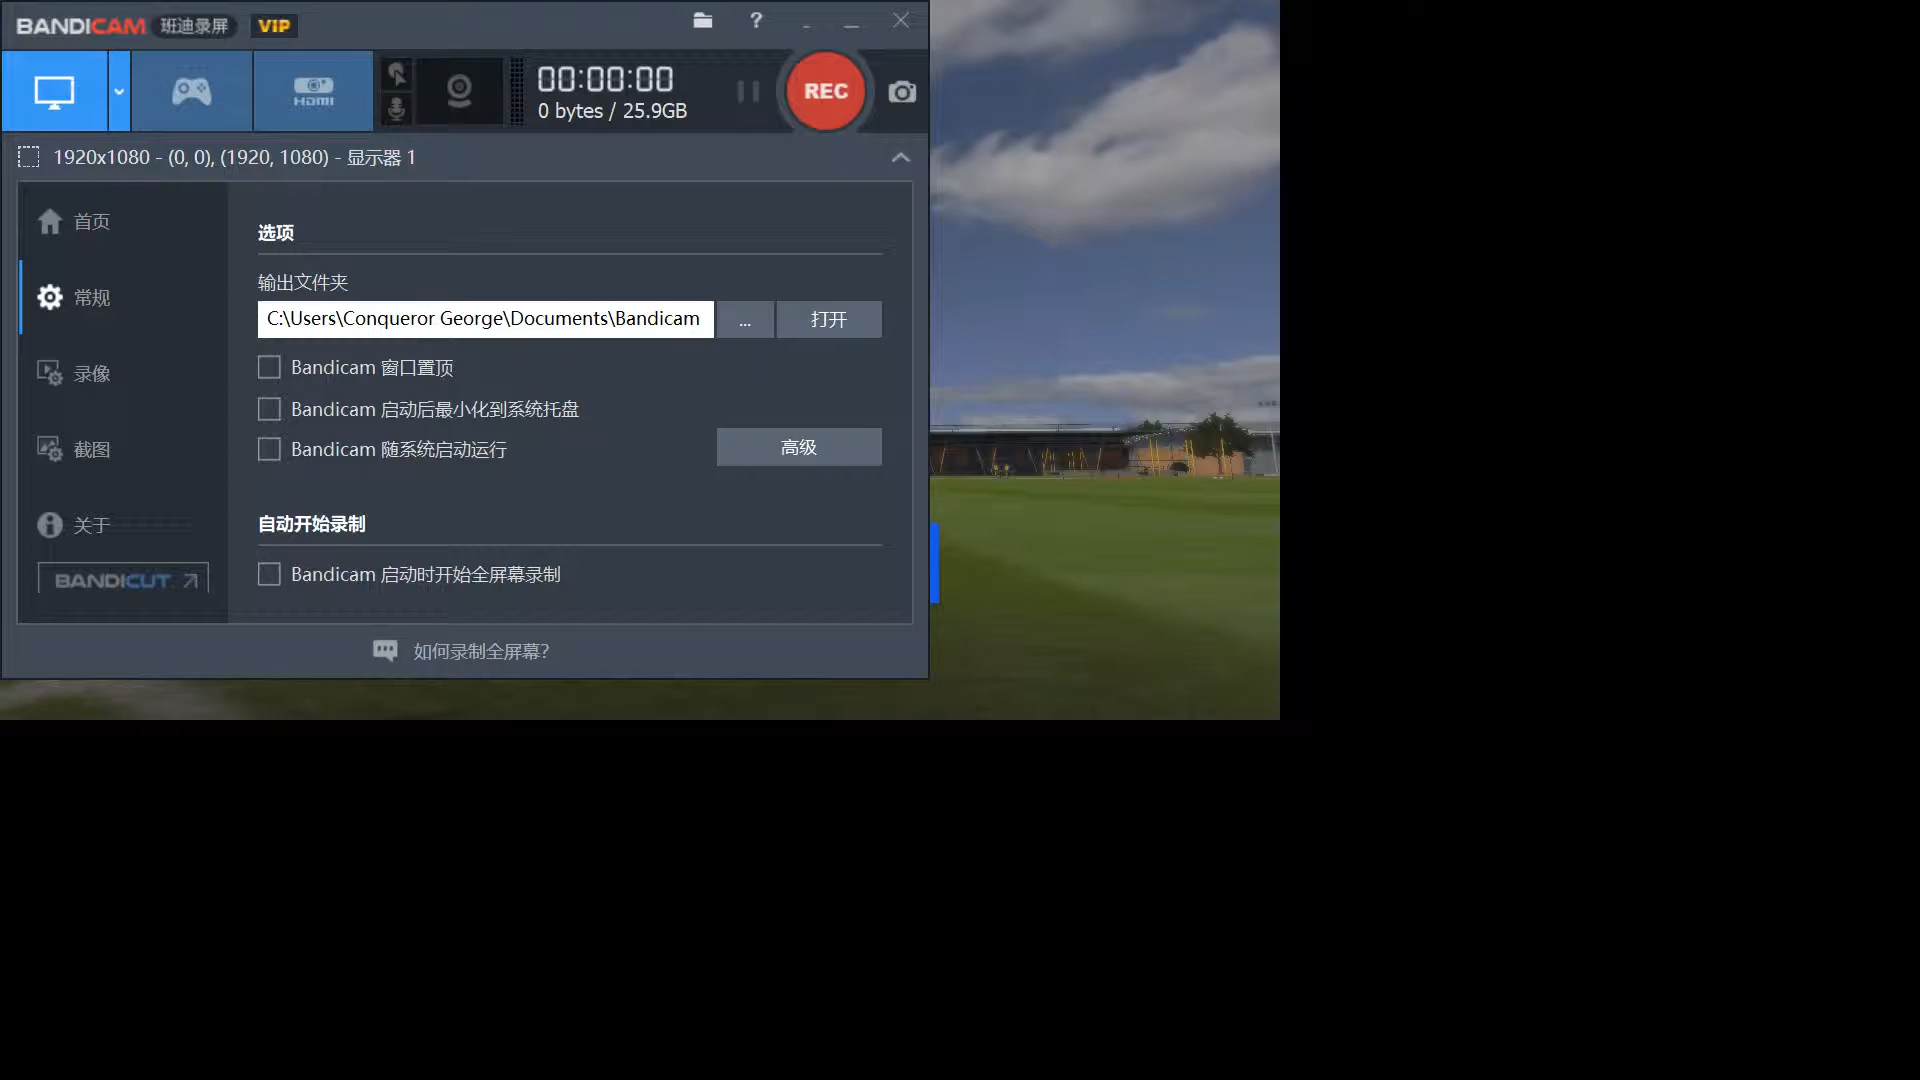 BANDICAM 班迪录屏 VIP
?
HDMI
00:00:00
0 bytes / 25.9GB
REC
1920x1080 - (0, 0), (1920, 1080) - 显示器 1
首页
常规
录像
截图
关于
BANDICUT
选项
输出文件夹
C:\Users\Conqueror George\Documents\Bandicam ... 打开
Bandicam 窗口置顶
Bandicam 启动后最小化到系统托盘
Bandicam 随系统启动运行
高级
自动开始录制
Bandicam 启动时开始全屏幕录制
如何录制全屏幕?